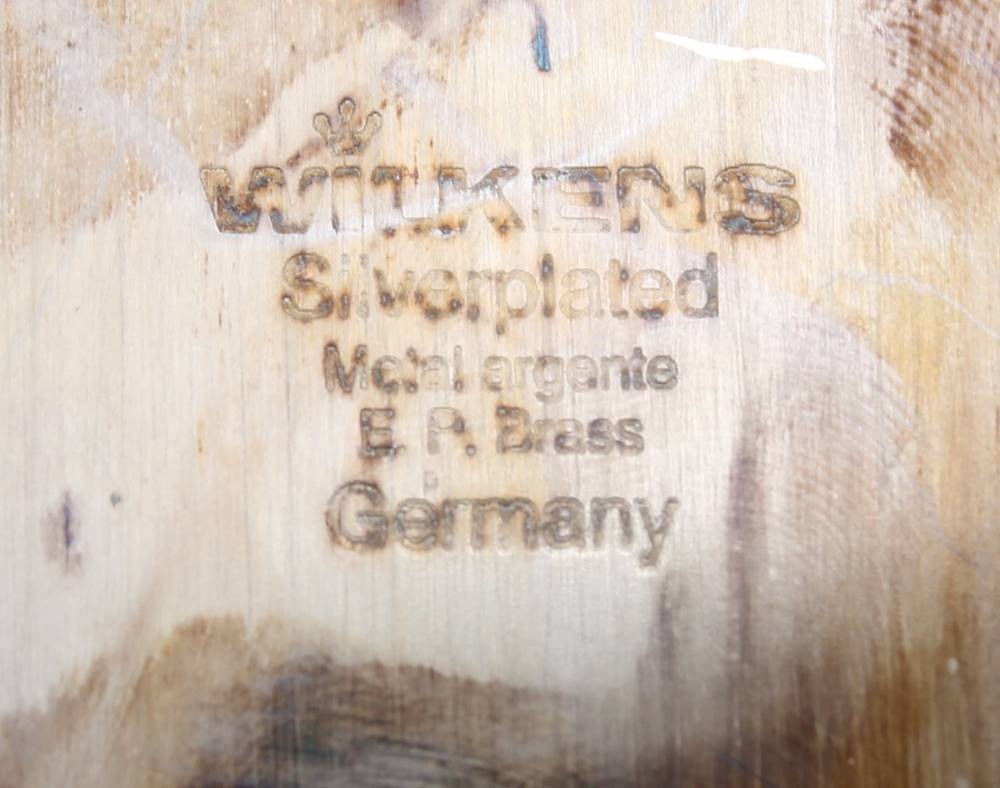 WILKENS
Silverplated
Metal argente
E. P. Brass
Germany